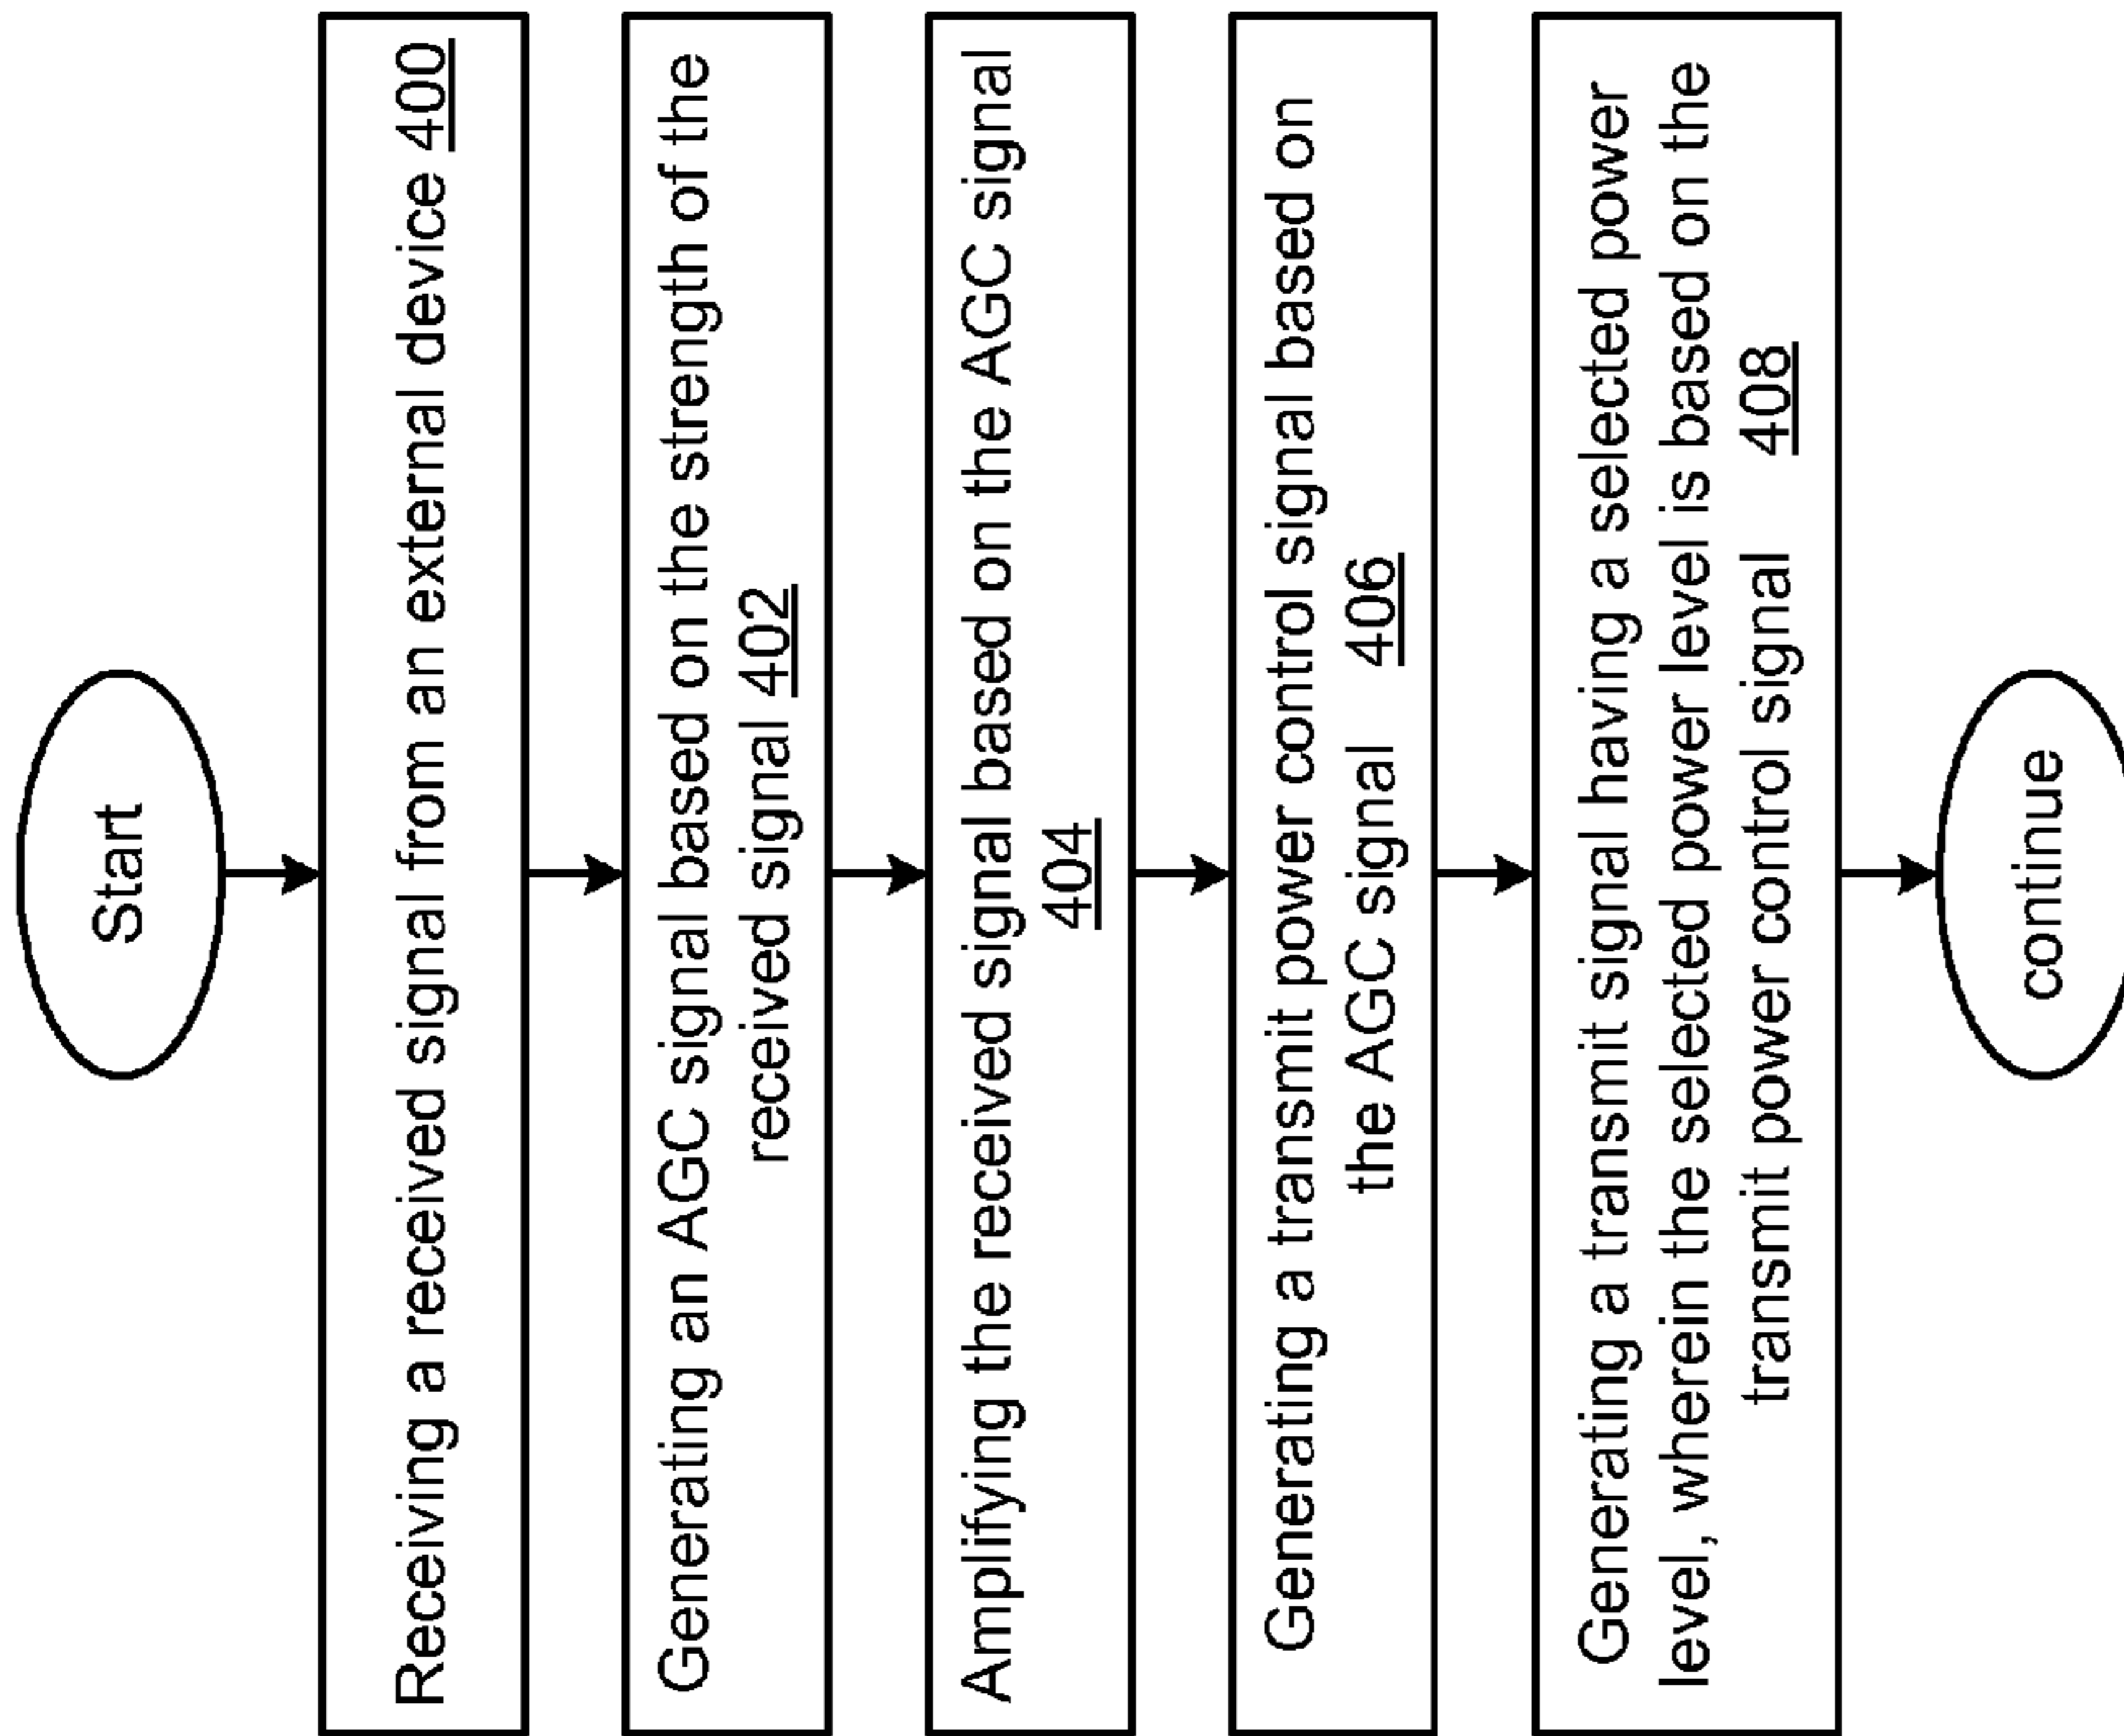 Start
Receiving a received signal from an external device 400
Generating an AGC signal based on the strength of the
received signal 402
Amplifying the received signal based on the AGC signal
404
Generating a transmit power control signal based on
the AGC signal 406
Generating a transmit signal having a selected power
level, wherein the selected power level is based on the
transmit power control signal 408
continue